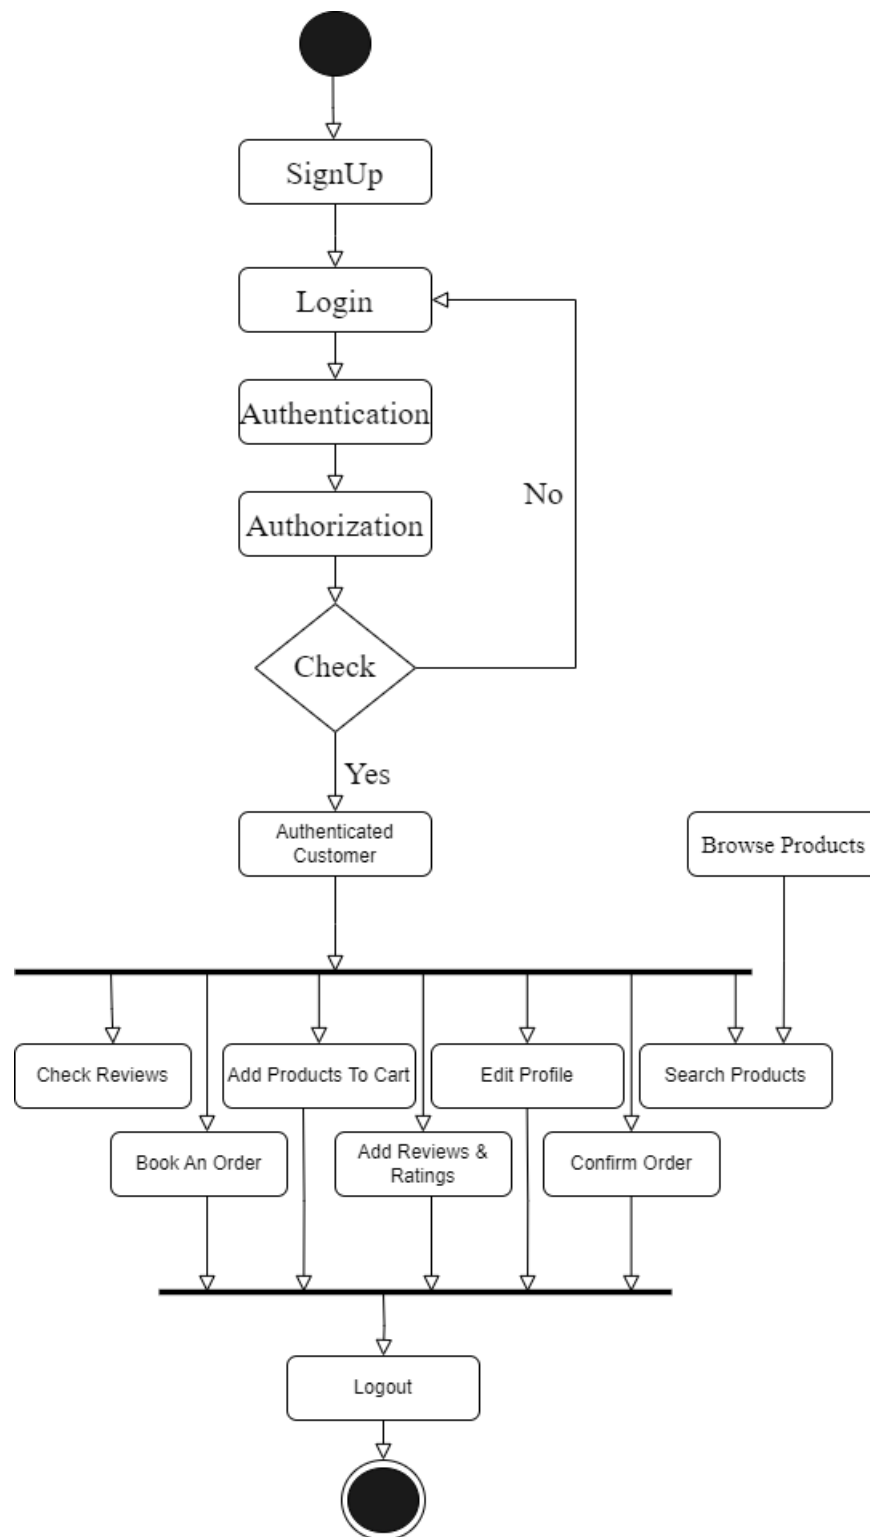 SignUp
Login
Authentication
Authorization
No
Check
Yes
Authenticated
Customer
Browse Products
Check Reviews
Add Products To Cart
Edit Profile
Search Products
Book An Order
Add Reviews &
Ratings
Confirm Order
Logout